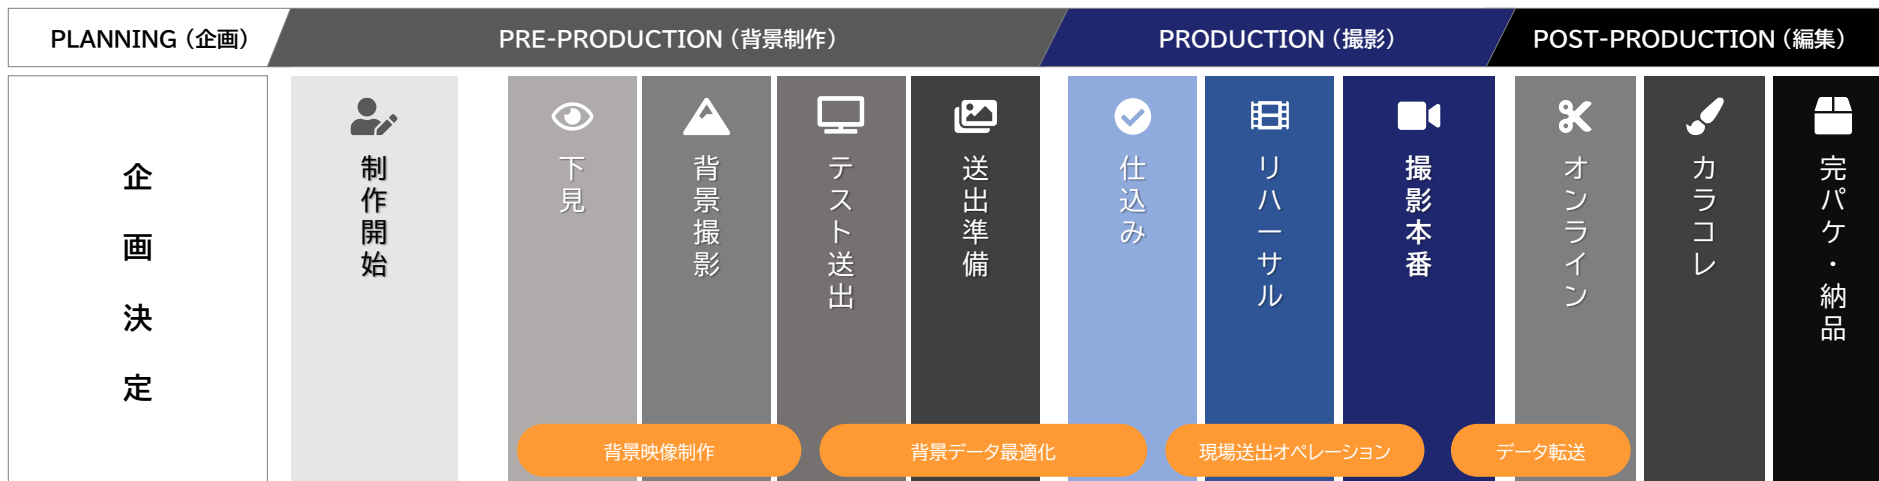 PLANNING（企画）
PRE-PRODUCTION（背景制作）
PRODUCTION（撮影）
POST-PRODUCTION（編集）
企画決定
制作開始
下見
背景撮影
テスト送出
送出準備
仕込み
リハーサル
撮影本番
オンライン
カラコレ
完パケ・納品
背景映像制作
背景データ最適化
現場送出オペレーション
データ転送